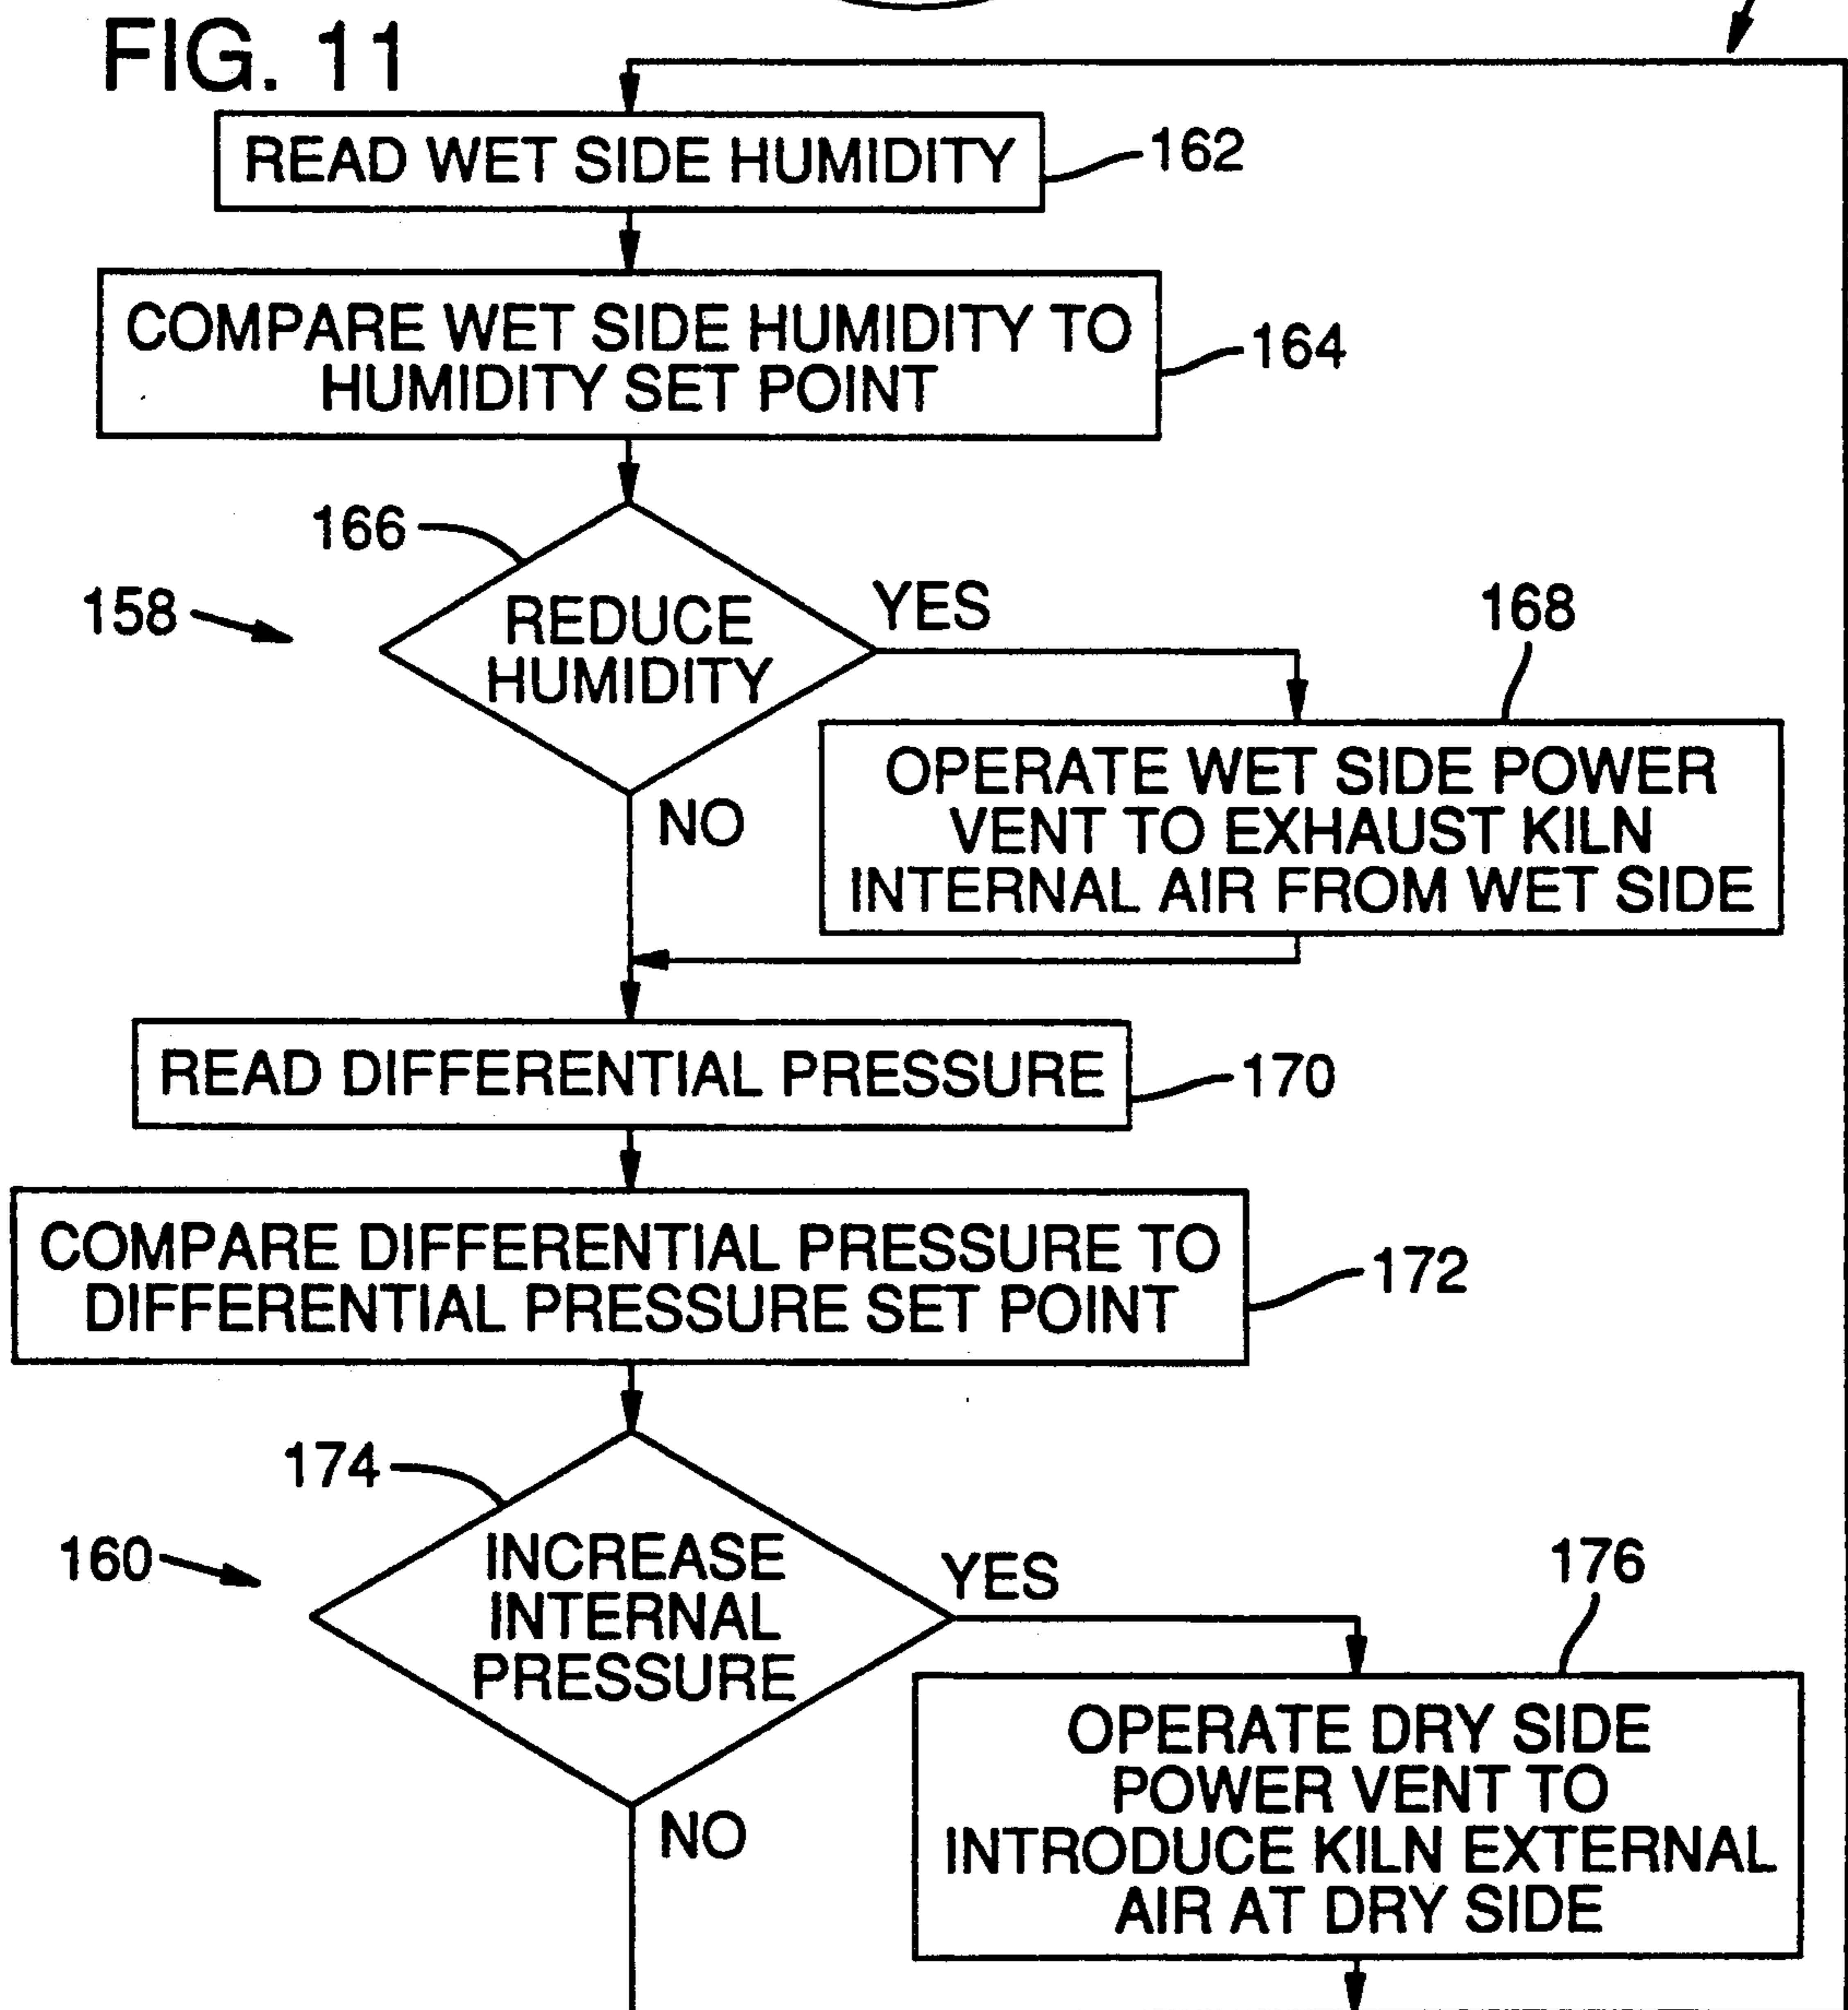 FIG. 11
READ WET SIDE HUMIDITY
162
COMPARE WET SIDE HUMIDITY TO
HUMIDITY SET POINT
164
166
158
REDUCE
HUMIDITY
YES
168
NO
OPERATE WET SIDE POWER
VENT TO EXHAUST KILN
INTERNAL AIR FROM WET SIDE
READ DIFFERENTIAL PRESSURE
170
COMPARE DIFFERENTIAL PRESSURE TO
DIFFERENTIAL PRESSURE SET POINT
172
174
160
INCREASE
INTERNAL
PRESSURE
YES
176
NO
OPERATE DRY SIDE
POWER VENT TO
INTRODUCE KILN EXTERNAL
AIR AT DRY SIDE